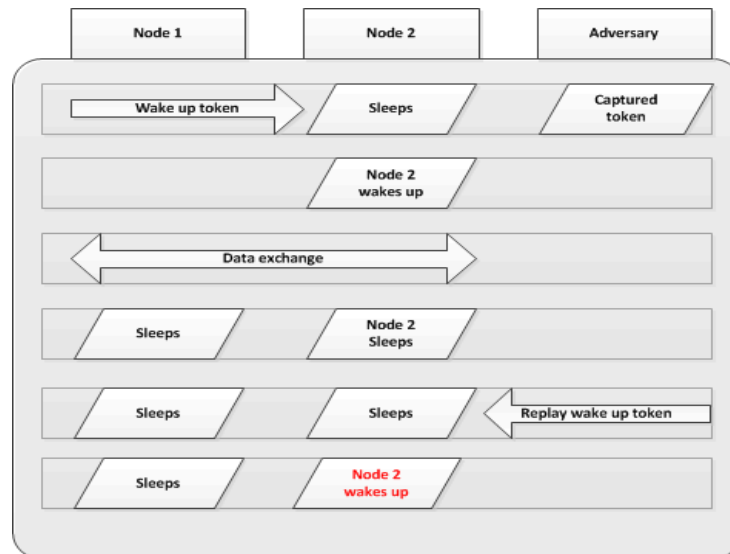 Node 1
Node 2
Adversary
Wake up token
Sleeps
Captured
token
Node 2
wakes up
Data exchange
Sleeps
Node 2
Sleeps
Sleeps
Sleeps
Replay wake up token
Sleeps
Node 2
wakes up